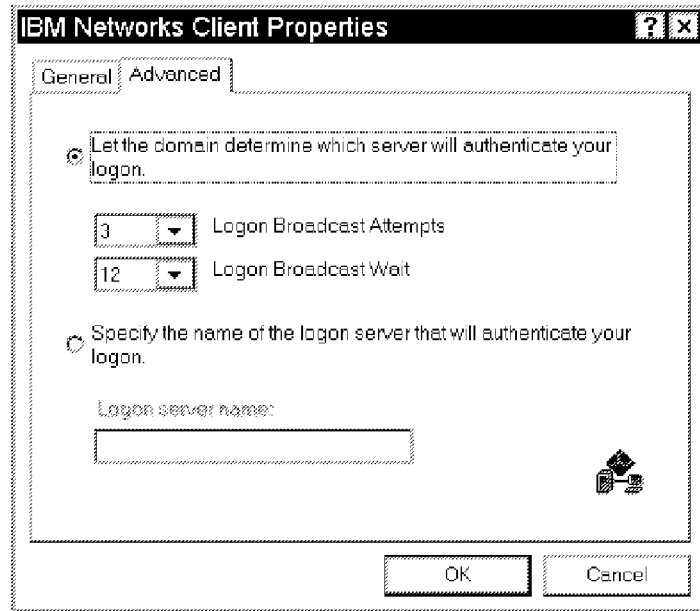 IBM Networks Client Properties
? X
General Advanced
Let the domain determine which server will authenticate your
logon.
3 Logon Broadcast Attempts
12 Logon Broadcast Wait
Specify the name of the logon server that will authenticate your
logon.
Logon server name:
OK Cancel